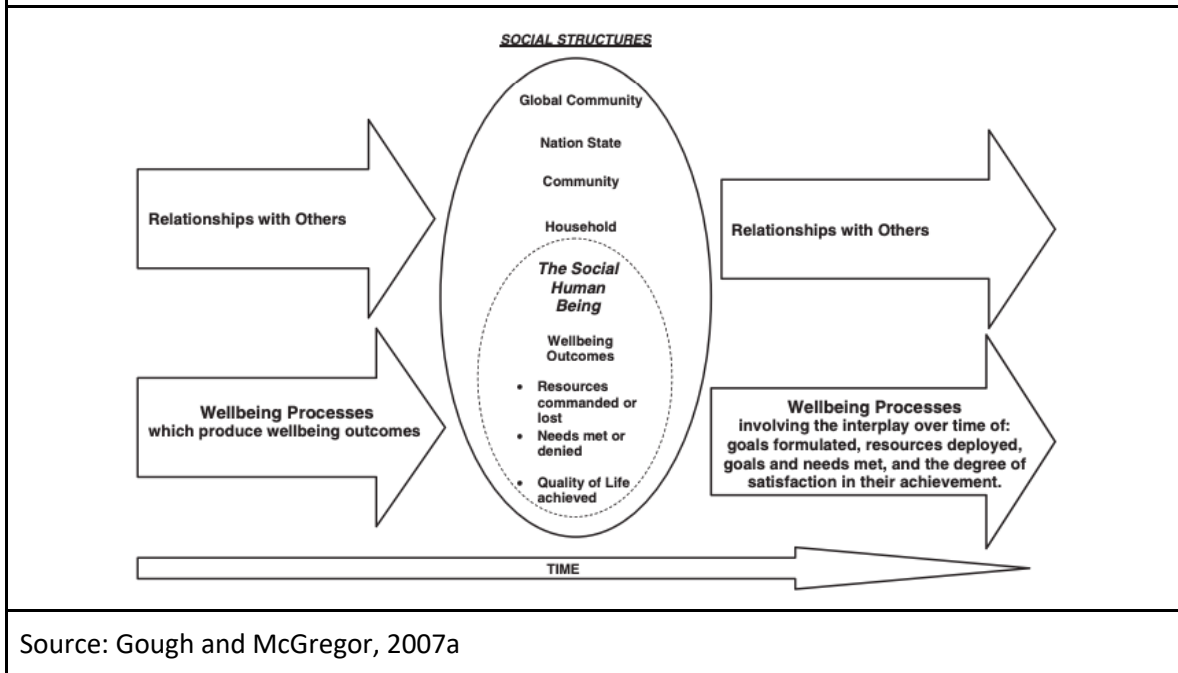 SOCIAL STRUCTURES
Global Community
Nation State
Community
Household
Relationships with Others
Relationships with Others
The Social
Human
Being
Wellbeing
Outcomes
• Resources
commanded or
lost
• Needs met or
denied
• Quality of Life
achieved
Wellbeing Processes
which produce wellbeing outcomes
Wellbeing Processes
involving the interplay over time of:
goals formulated, resources deployed,
goals and needs met, and the degree of
satisfaction in their achievement.
TIME
Source: Gough and McGregor, 2007a